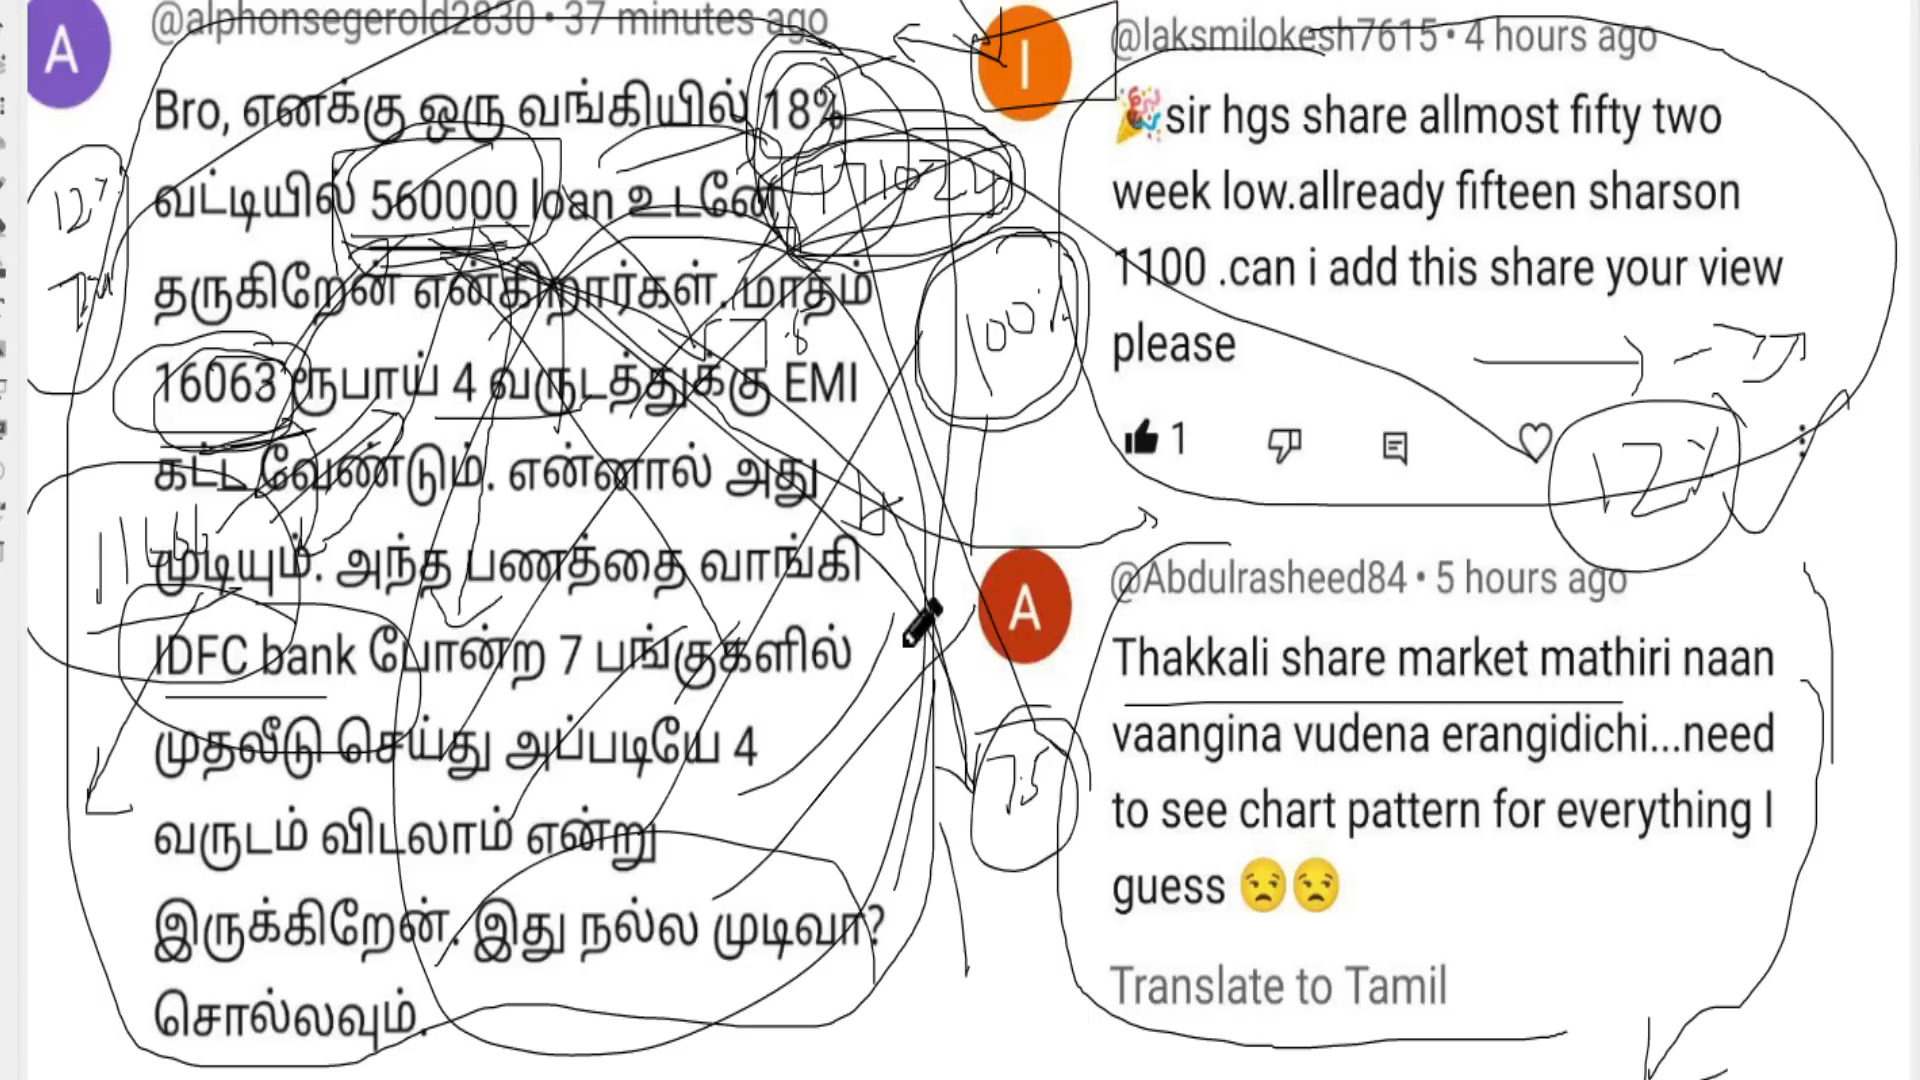 @alphonsegerold2830 • 37 minutes ago
Bro, எனக்கு ஒரு வங்கியில் 18%
வட்டியில் 560000 loan உடனே
தருகிறேன் என்கிறார்கள். மாதம்
16063 ரூபாய் 4 வருடத்துக்கு EMI
கட்ட வேண்டும். என்னால் அது
முடியும். அந்த பணத்தை வாங்கி
IDFC bank போன்ற 7 பங்குகளில்
முதலீடு செய்து அப்படியே 4
வருடம் விடலாம் என்று
இருக்கிறேன். இது நல்ல முடிவா?
சொல்லவும்.
A
@laksmilokesh7615 • 4 hours ago
🎉sir hgs share allmost fifty two
week low.allready fifteen sharson
1100 .can i add this share your view
please
1
I
@Abdulrasheed84 • 5 hours ago
Thakkali share market mathiri naan
vaangina vudena erangidichi...need
to see chart pattern for everything I
guess 😒😒
Translate to Tamil
A
100%
12%